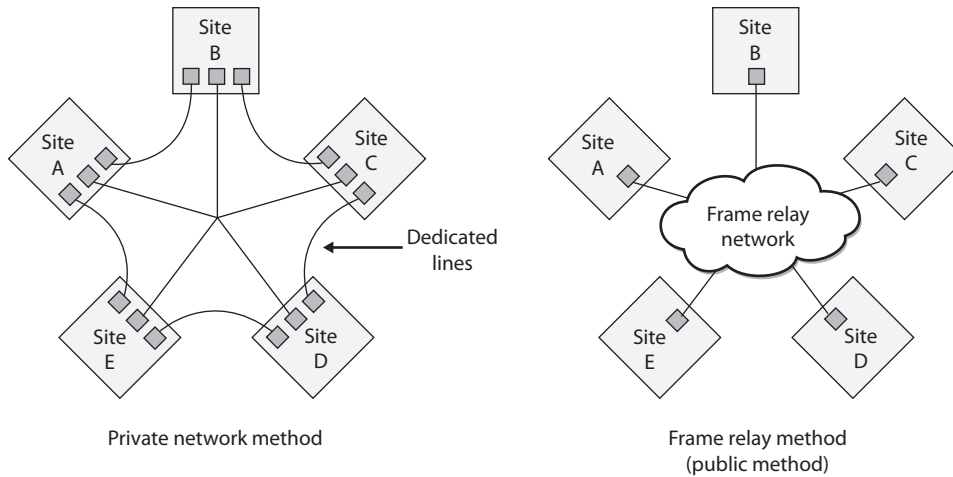 Site
B
Site
A
Site
C
Dedicated
lines
Site
E
Site
D
Private network method
Site
B
Site
A
Site
C
Frame relay
network
Site
E
Site
D
Frame relay method
(public method)